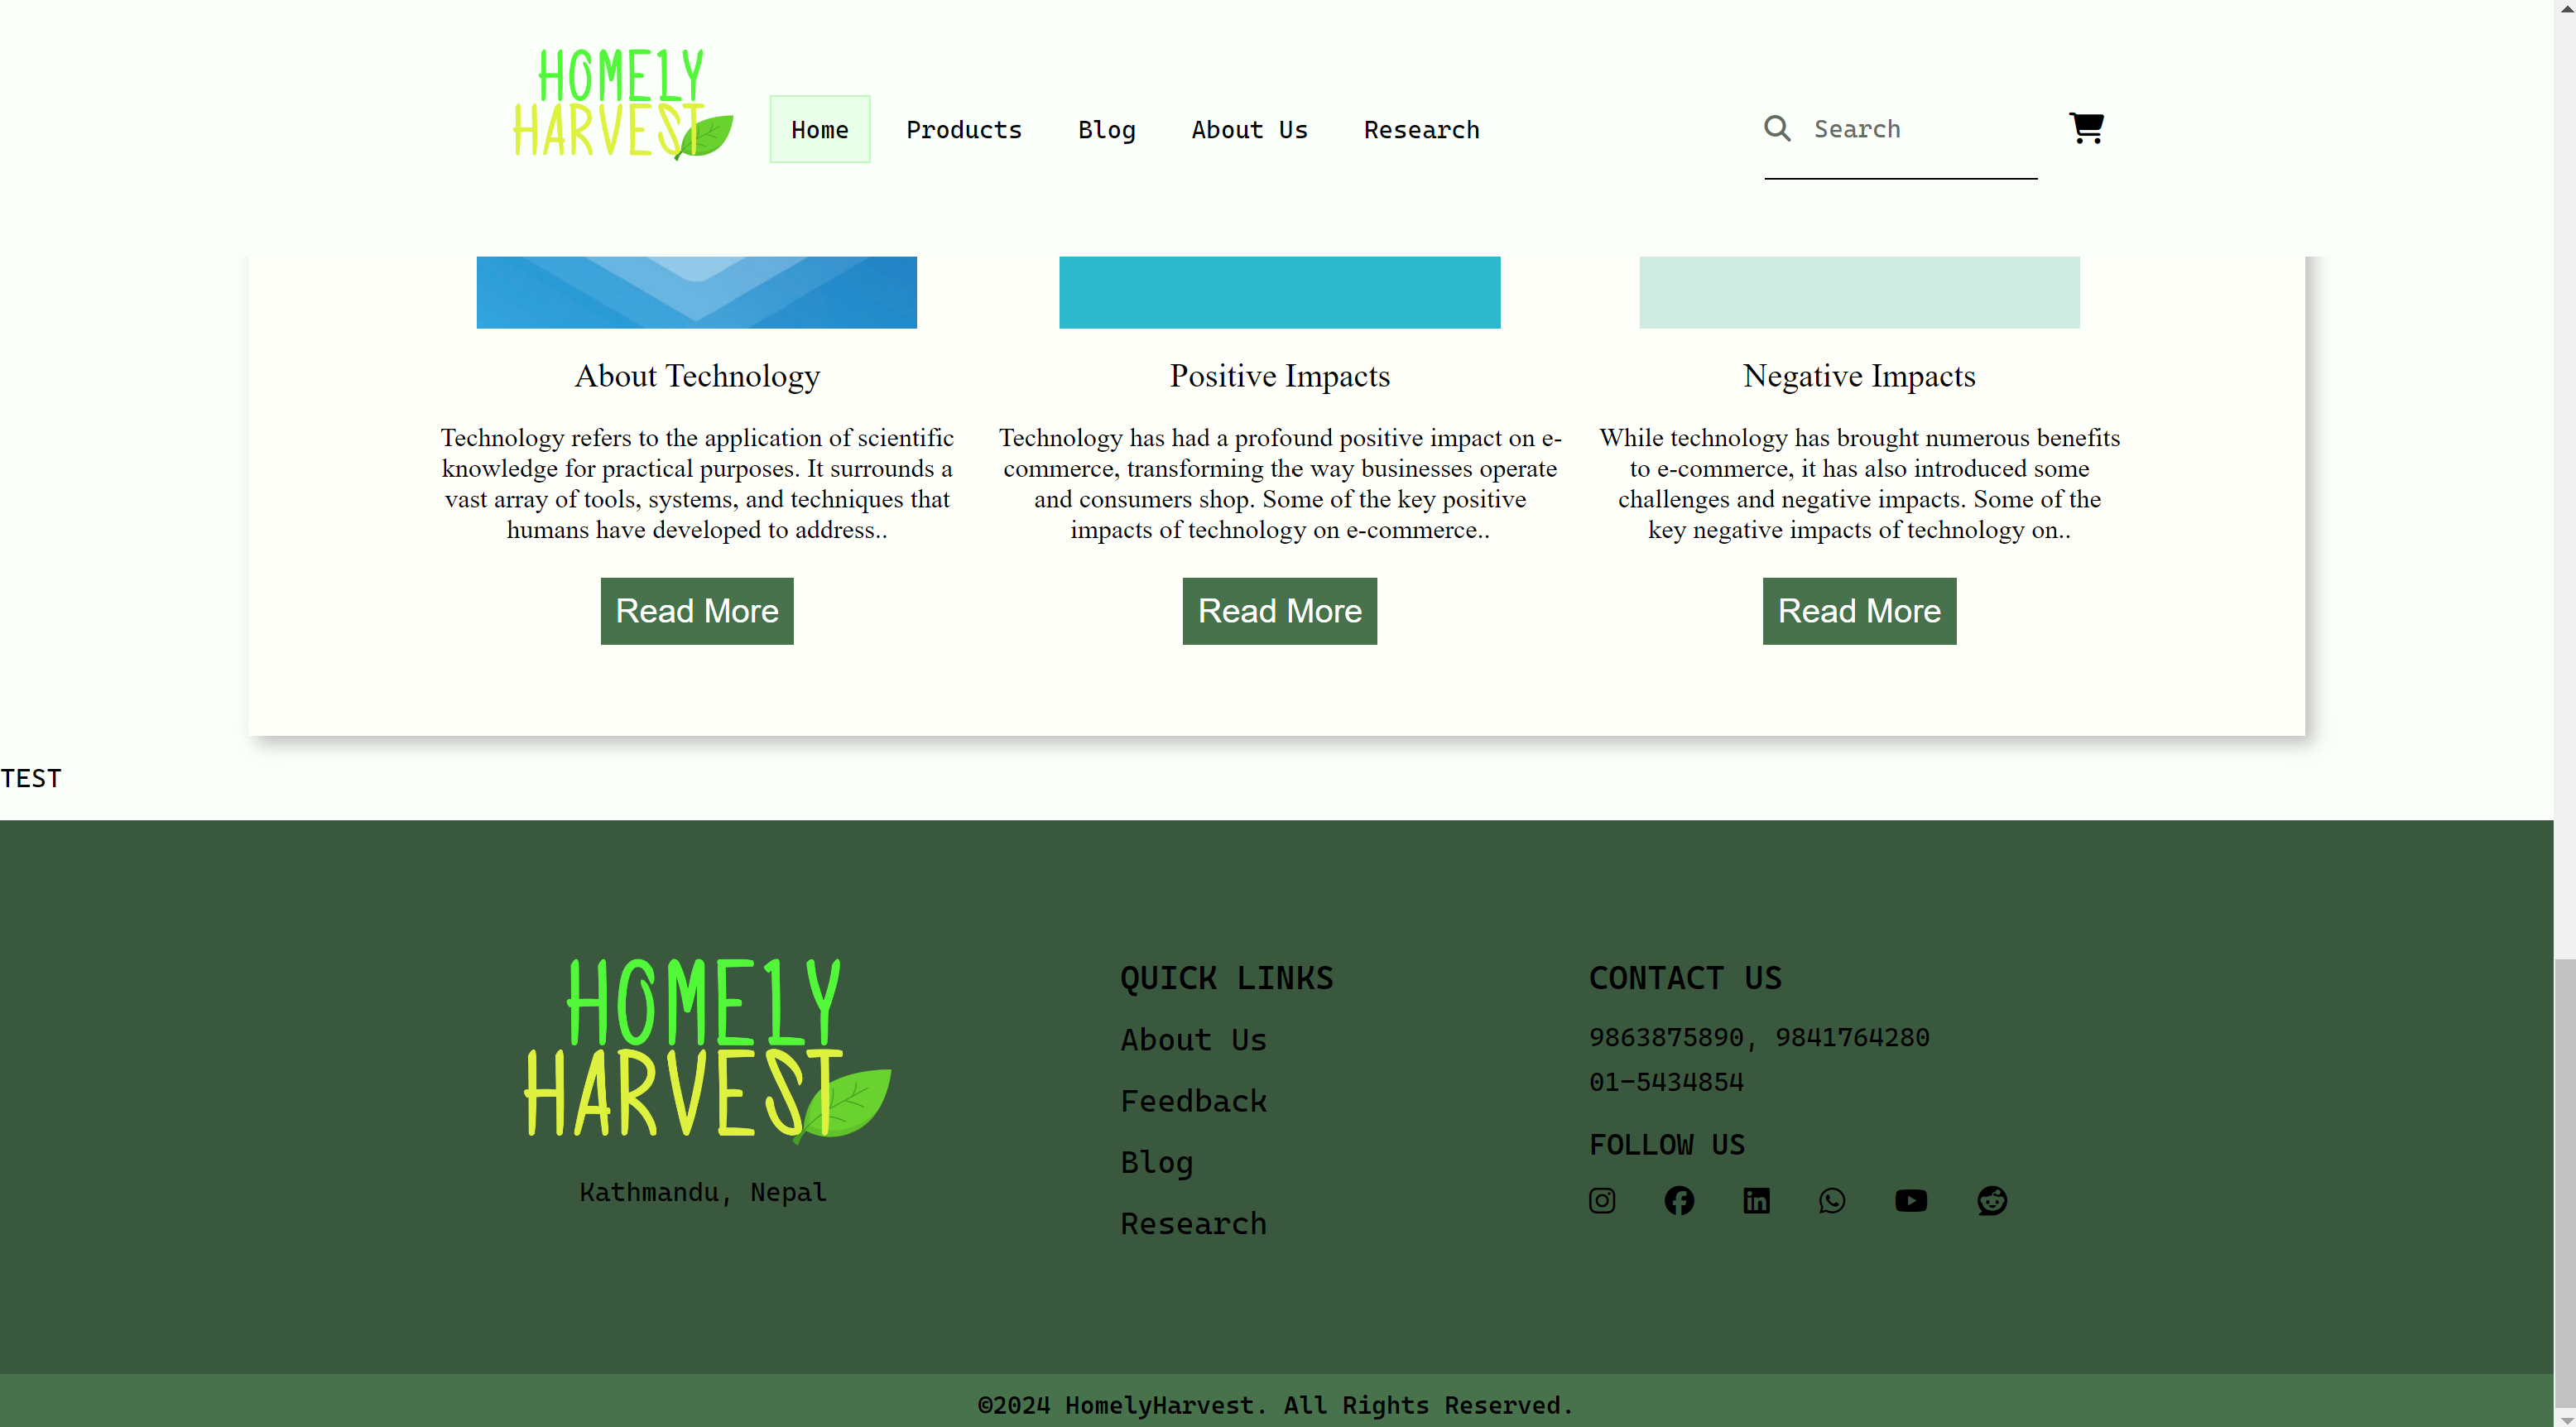 HOME1Y
HARVEST
Home
Products
Blog
About Us
Research
Search
About Technology
Technology refers to the application of scientific
knowledge for practical purposes. It surrounds a
vast array of tools, systems, and techniques that
humans have developed to address..
Read More
Positive Impacts
Technology has had a profound positive impact on e-
commerce, transforming the way businesses operate
and consumers shop. Some of the key positive
impacts of technology on e-commerce..
Read More
Negative Impacts
While technology has brought numerous benefits
to e-commerce, it has also introduced some
challenges and negative impacts. Some of the
key negative impacts of technology on..
Read More
TEST
HOME1Y
HARVEST
Kathmandu, Nepal
QUICK LINKS
About Us
Feedback
Blog
Research
CONTACT US
9863875890, 9841764280
01-5434854
FOLLOW US
©2024 HomelyHarvest. All Rights Reserved.